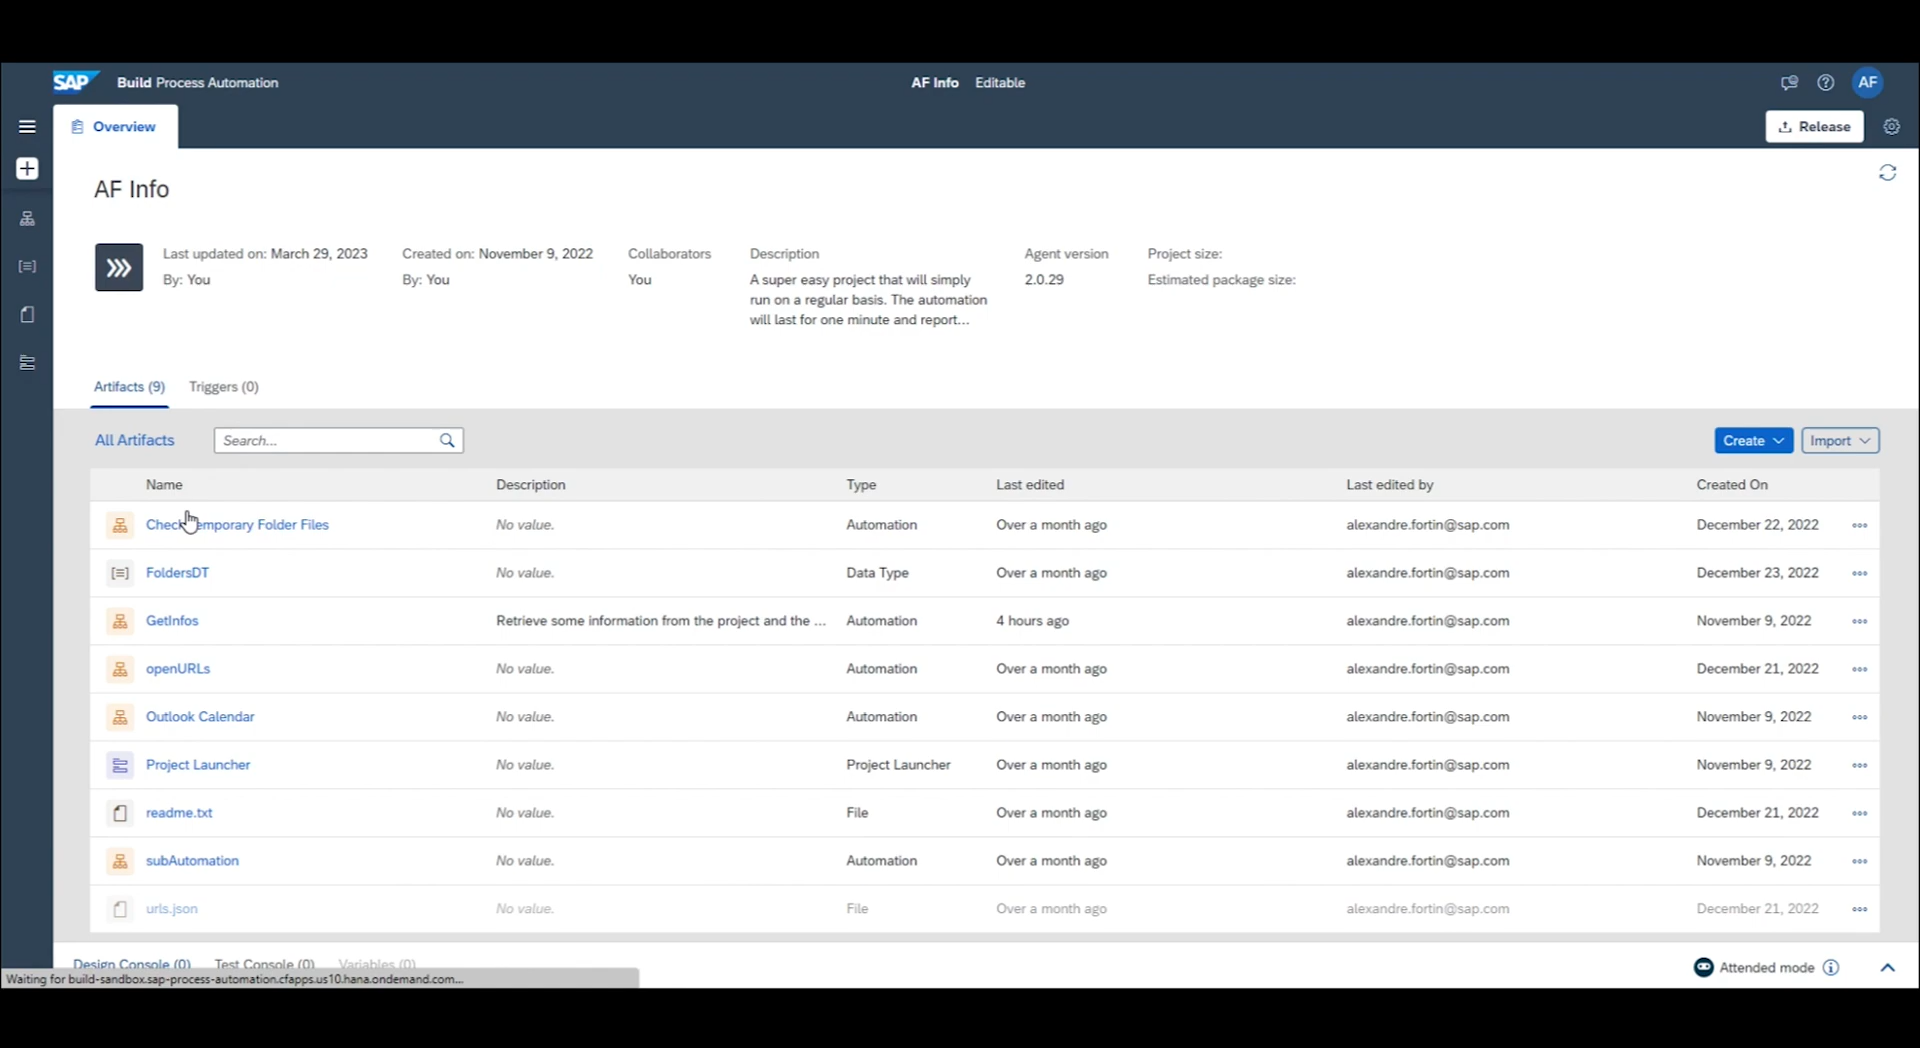 SAP Build Process Automation AF Info Editable AF
Overview Release
AF Info
Last updated on: March 29, 2023 Created on: November 9, 2022 Collaborators Description Agent version Project size:
By: You By: You You A super easy project that will simply 2.0.29 Estimated package size:
run on a regular basis. The automation
will last for one minute and report...
Artifacts (9) Triggers (0)
All Artifacts Search... Create Import
Name Description Type Last edited Last edited by Created On
Check Temporary Folder Files No value. Automation Over a month ago alexandre.fortin@sap.com December 22, 2022
FoldersDT No value. Data Type Over a month ago alexandre.fortin@sap.com December 23, 2022
GetInfos Retrieve some information from the project and the ... Automation 4 hours ago alexandre.fortin@sap.com November 9, 2022
openURLs No value. Automation Over a month ago alexandre.fortin@sap.com December 21, 2022
Outlook Calendar No value. Automation Over a month ago alexandre.fortin@sap.com November 9, 2022
Project Launcher No value. Project Launcher Over a month ago alexandre.fortin@sap.com November 9, 2022
readme.txt No value. File Over a month ago alexandre.fortin@sap.com December 21, 2022
subAutomation No value. Automation Over a month ago alexandre.fortin@sap.com November 9, 2022
urls.json No value. File Over a month ago alexandre.fortin@sap.com December 21, 2022
Design Console (0) Test Console (0) Variables (0) Attended mode
Waiting for build-sandbox.sap-process-automation.cfapps.us10.hana.ondemand.com...